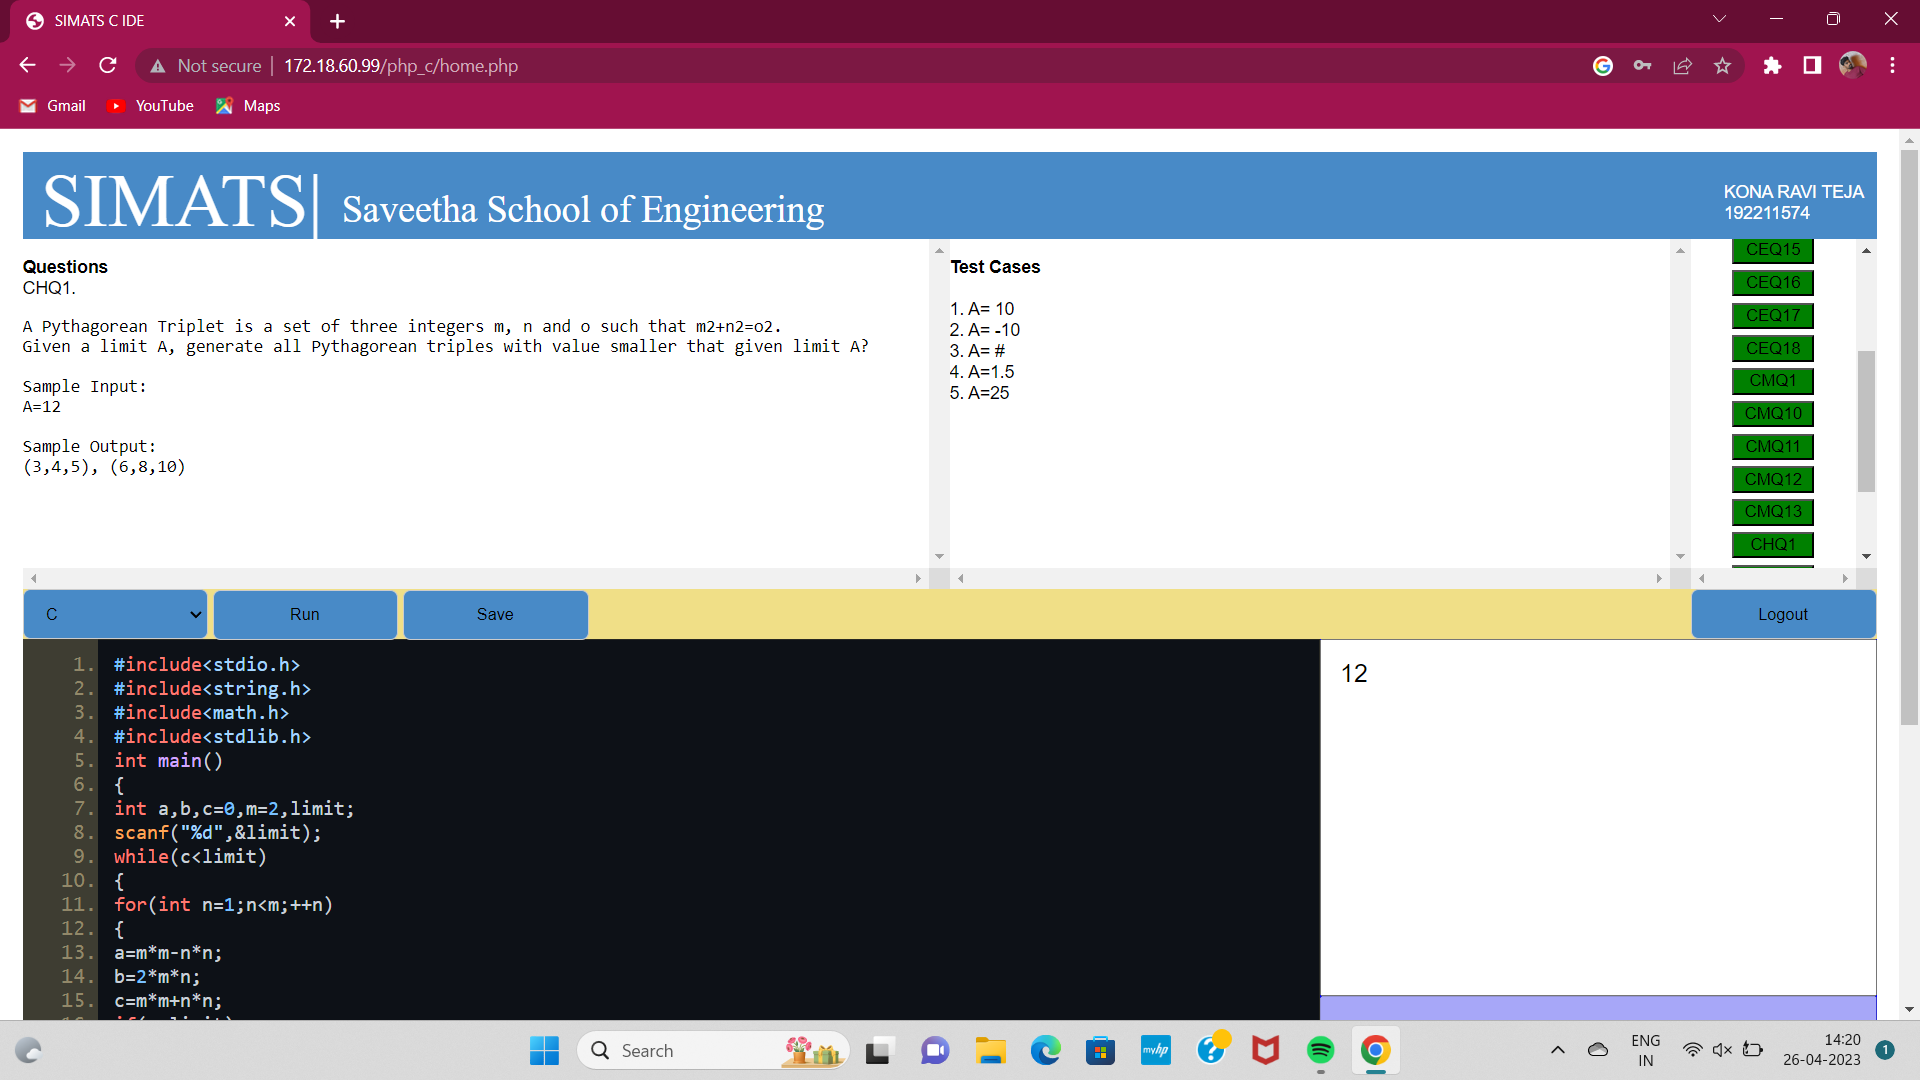 SIMATS C IDE
Not secure | 172.18.60.99/php_c/home.php
Gmail YouTube Maps
SIMATS| Saveetha School of Engineering
KONA RAVI TEJA
192211574
Questions
CHQ1.
A Pythagorean Triplet is a set of three integers m, n and o such that m2+n2=o2.
Given a limit A, generate all Pythagorean triples with value smaller that given limit A?
Sample Input:
A=12
Sample Output:
(3,4,5), (6,8,10)
Test Cases
1. A= 10
2. A= -10
3. A= #
4. A=1.5
5. A=25
CEQ15
CEQ16
CEQ17
CEQ18
CMQ1
CMQ10
CMQ11
CMQ12
CMQ13
CHQ1
C Run Save Logout
1. #include<stdio.h>
2. #include<string.h>
3. #include<math.h>
4. #include<stdlib.h>
5. int main()
6. {
7. int a,b,c=0,m=2,limit;
8. scanf("%d",&limit);
9. while(c<limit)
10. {
11. for(int n=1;n<m;++n)
12. {
13. a=m*m-n*n;
14. b=2*m*n;
15. c=m*m+n*n;
12
Search
myhp
ENG
IN
14:20
26-04-2023
1